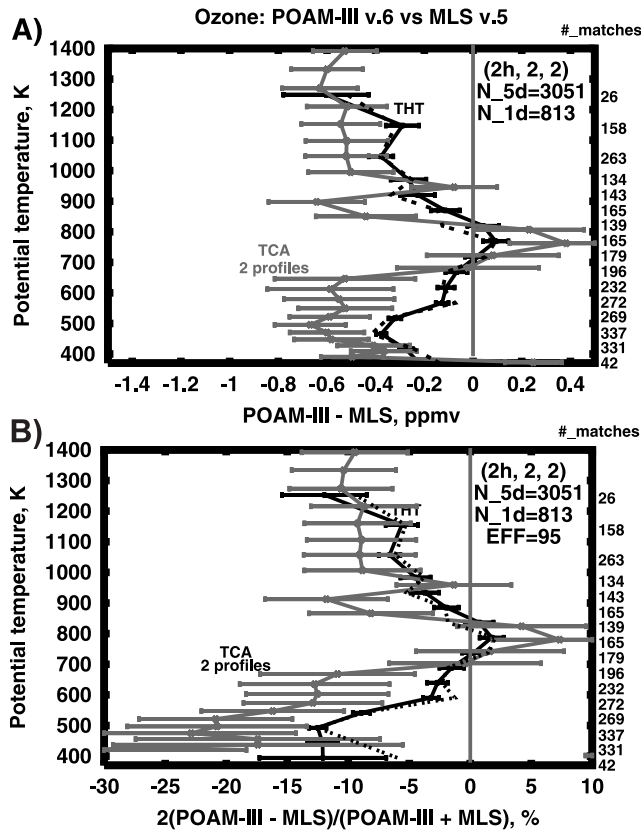 Ozone: POAM-III v.6 vs MLS v.5
A)
#_matches
1400
1300
1200
1100
1000
900
800
700
600
500
400
Potential temperature, K
(2h, 2, 2)
N_5d=3051
N_1d=813
THT
TCA
2 profiles
26
158
263
134
143
165
139
165
179
196
232
272
269
337
331
42
-1.4 -1.2 -1 -0.8 -0.6 -0.4 -0.2 0 0.2 0.4
POAM-III - MLS, ppmv
B)
#_matches
1400
1300
1200
1100
1000
900
800
700
600
500
400
Potential temperature, K
(2h, 2, 2)
N_5d=3051
N_1d=813
EFF=95
THT
TCA
2 profiles
26
158
263
134
143
165
139
165
179
196
232
272
269
337
331
42
-30 -25 -20 -15 -10 -5 0 5 10
2(POAM-III - MLS)/(POAM-III + MLS), %